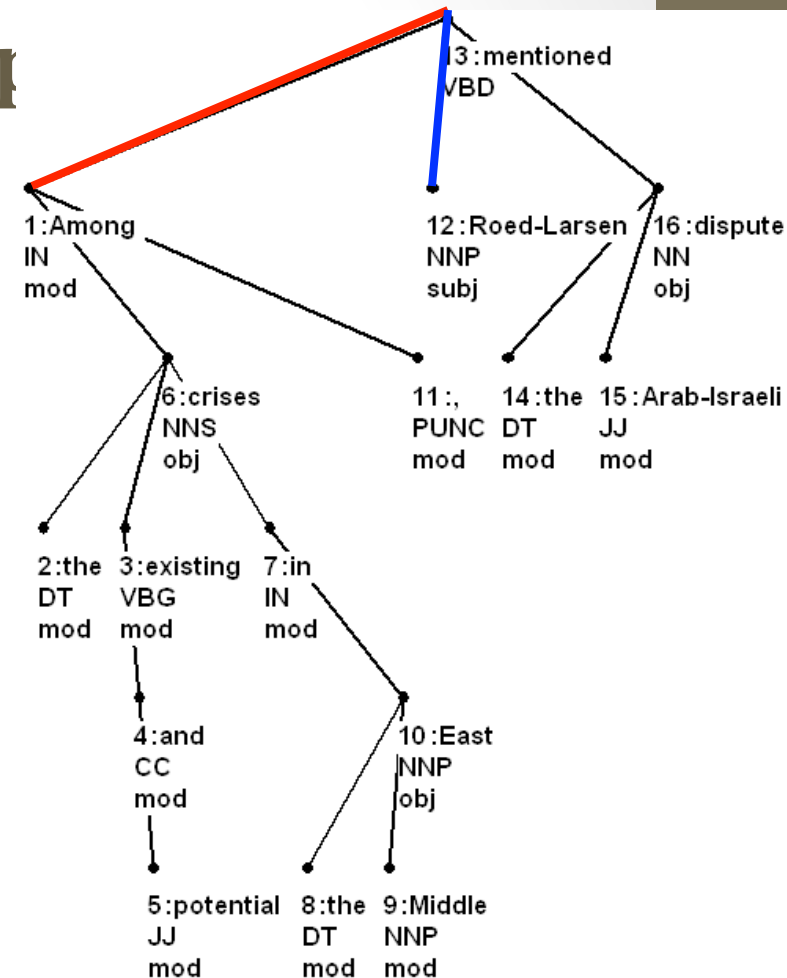 13:mentioned
VBD
1:Among
IN
mod
12:Roed-Larsen
NNP
subj
16:dispute
NN
obj
6:crises
NNS
obj
11:,
PUNC
mod
14:the
DT
mod
15:Arab-Israeli
JJ
mod
2:the
DT
mod
3:existing
VBG
mod
7:in
IN
mod
4:and
CC
mod
10:East
NNP
obj
5:potential
JJ
mod
8:the
DT
mod
9:Middle
NNP
mod